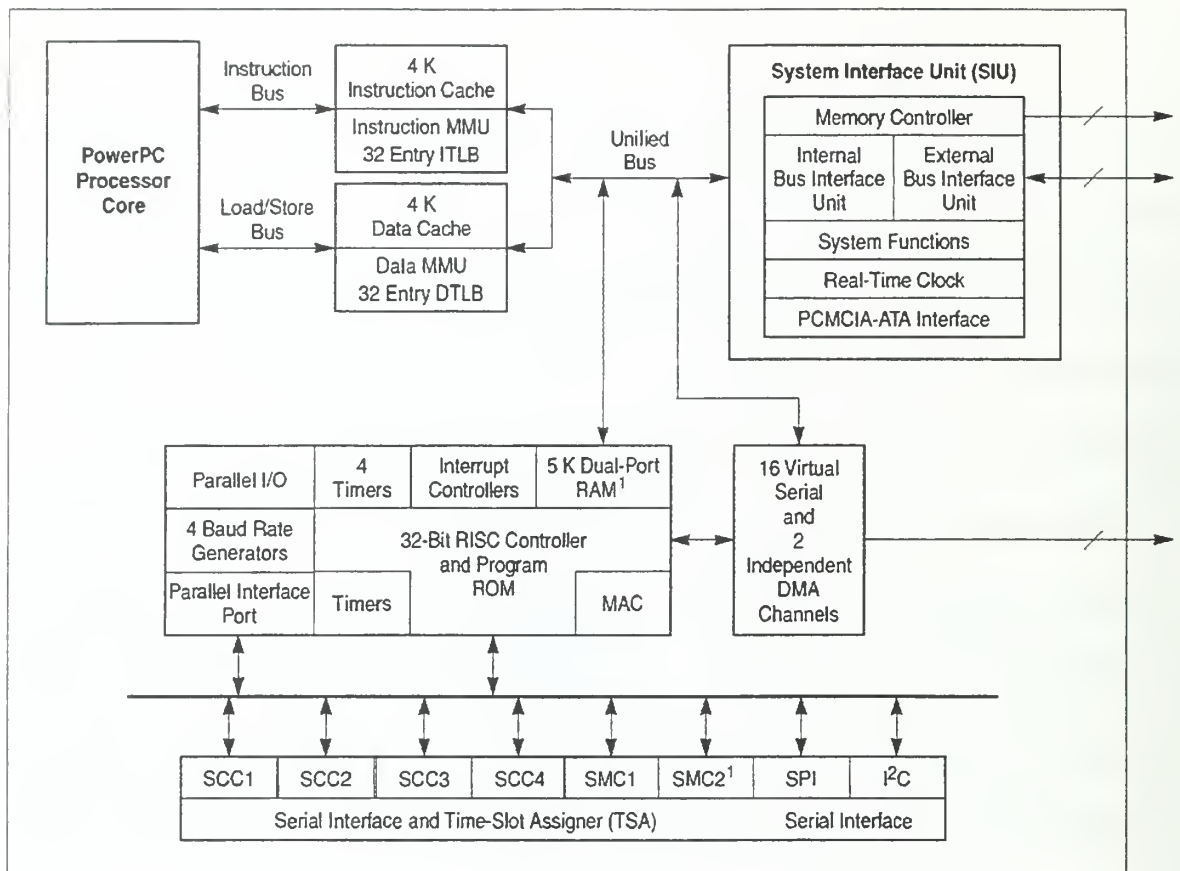 PowerPC
Processor
Core
Instruction
Bus
Load/Store
Bus
4 K
Instruction Cache
Instruction MMU
32 Entry ITLB
4 K
Data Cache
Data MMU
32 Entry DTLB
Unified
Bus
System Interface Unit (SIU)
Memory Controller
Internal
Bus Interface
Unit
External
Bus Interface
Unit
System Functions
Real-Time Clock
PCMCIA-ATA Interface
Parallel I/O
4
Timers
Interrupt
Controllers
5 K Dual-Port
RAM¹
4 Baud Rate
Generators
32-Bit RISC Controller
and Program
ROM
Parallel Interface
Port
Timers
MAC
16 Virtual
Serial
and
2
Independent
DMA
Channels
SCC1
SCC2
SCC3
SCC4
SMC1
SMC2¹
SPI
I²C
Serial Interface and Time-Slot Assigner (TSA)
Serial Interface